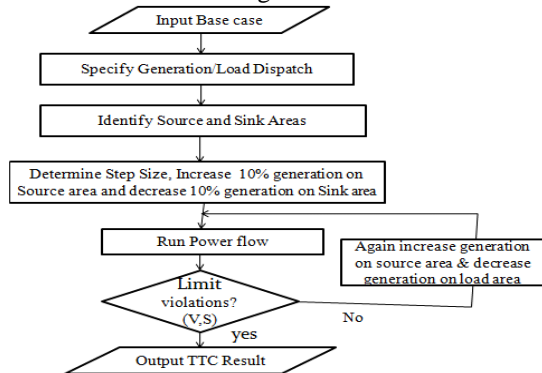 Input Base case
Specify Generation/Load Dispatch
Identify Source and Sink Areas
Determine Step Size, Increase 10% generation on
Source area and decrease 10% generation on Sink area
Run Power flow
Again increase generation
on source area & decrease
generation on load area
Limit
violations?
(V,S)
No
yes
Output TTC Result